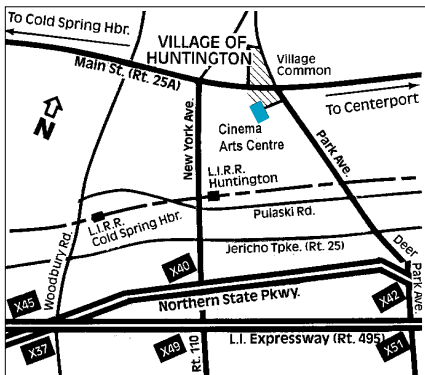 To Cold Spring Hbr.
VILLAGE OF
HUNTINGTON
Village
Common
Main St. (Rt. 25A)
To Centerport
N
Cinema
Arts Centre
New York Ave.
Park Ave.
L.I.R.R.
Huntington
L.I.R.R.
Cold Spring Hbr.
Pulaski Rd.
Woodbury Rd.
Jericho Tpke. (Rt. 25)
Deer
Park Ave.
X40
X45
Northern State Pkwy.
X42
X37
X49
Rt. 110
L.I. Expressway (Rt. 495)
X51